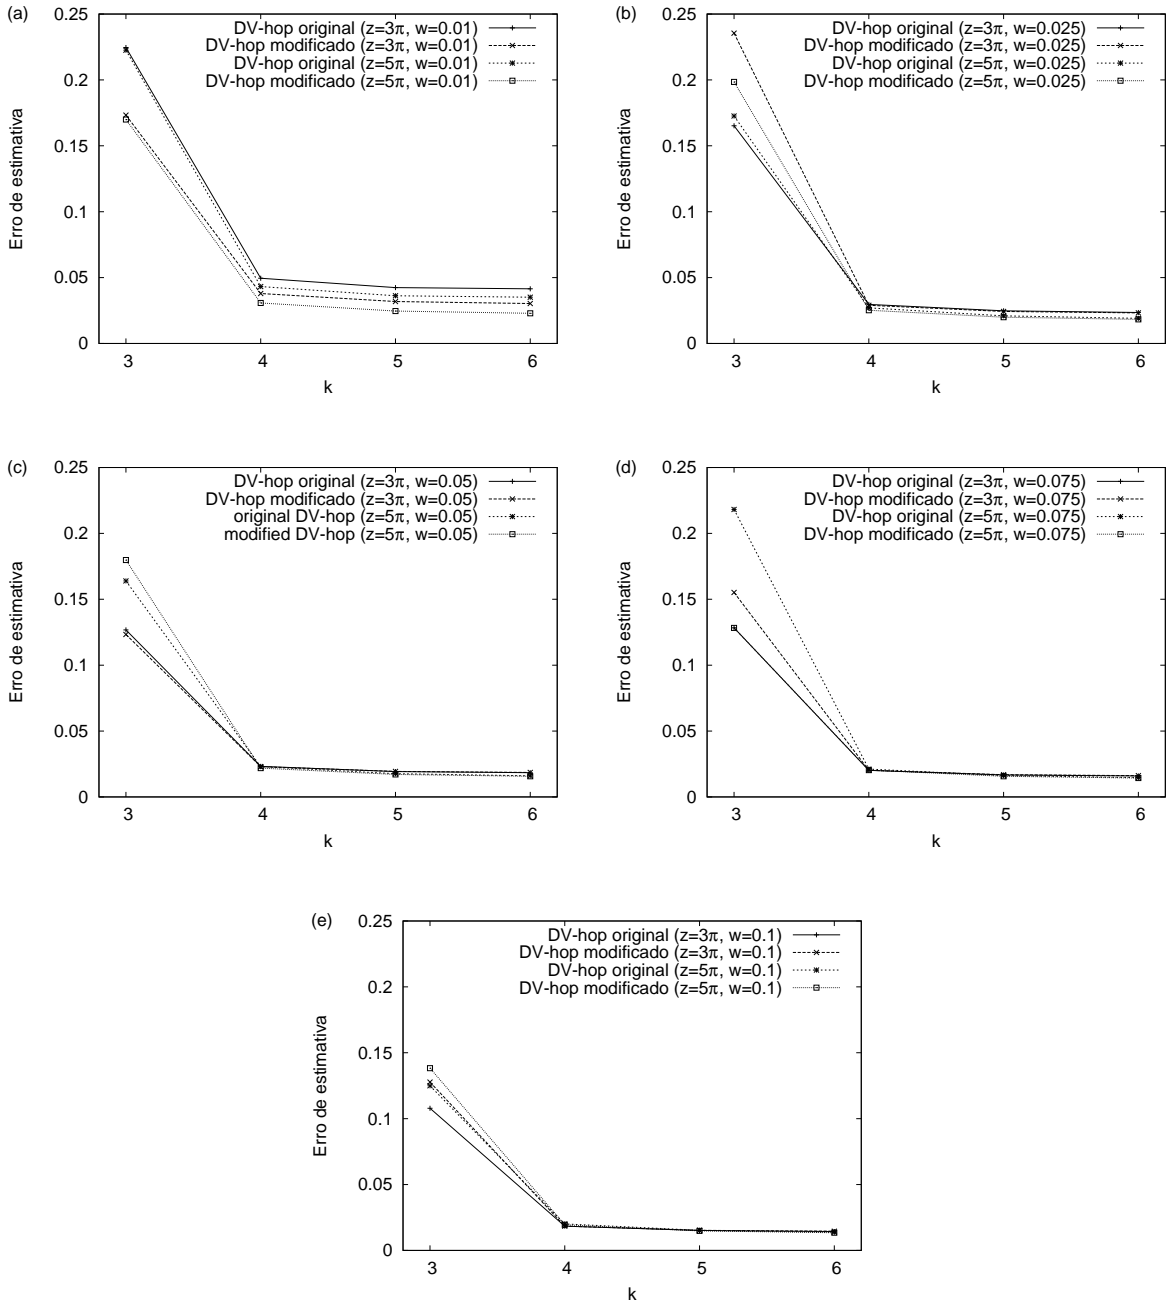 (a)
DV-hop original (z=3π, w=0.01)
DV-hop modificado (z=3π, w=0.01)
DV-hop original (z=5π, w=0.01)
DV-hop modificado (z=5π, w=0.01)
0.25
0.2
0.15
0.1
0.05
0
Erro de estimativa
3 4 5 6
k
(b)
DV-hop original (z=3π, w=0.025)
DV-hop modificado (z=3π, w=0.025)
DV-hop original (z=5π, w=0.025)
DV-hop modificado (z=5π, w=0.025)
0.25
0.2
0.15
0.1
0.05
0
Erro de estimativa
3 4 5 6
k
(c)
DV-hop original (z=3π, w=0.05)
DV-hop modificado (z=3π, w=0.05)
original DV-hop (z=5π, w=0.05)
modified DV-hop (z=5π, w=0.05)
0.25
0.2
0.15
0.1
0.05
0
Erro de estimativa
3 4 5 6
k
(d)
DV-hop original (z=3π, w=0.075)
DV-hop modificado (z=3π, w=0.075)
DV-hop original (z=5π, w=0.075)
DV-hop modificado (z=5π, w=0.075)
0.25
0.2
0.15
0.1
0.05
0
Erro de estimativa
3 4 5 6
k
(e)
DV-hop original (z=3π, w=0.1)
DV-hop modificado (z=3π, w=0.1)
DV-hop original (z=5π, w=0.1)
DV-hop modificado (z=5π, w=0.1)
0.25
0.2
0.15
0.1
0.05
0
Erro de estimativa
3 4 5 6
k